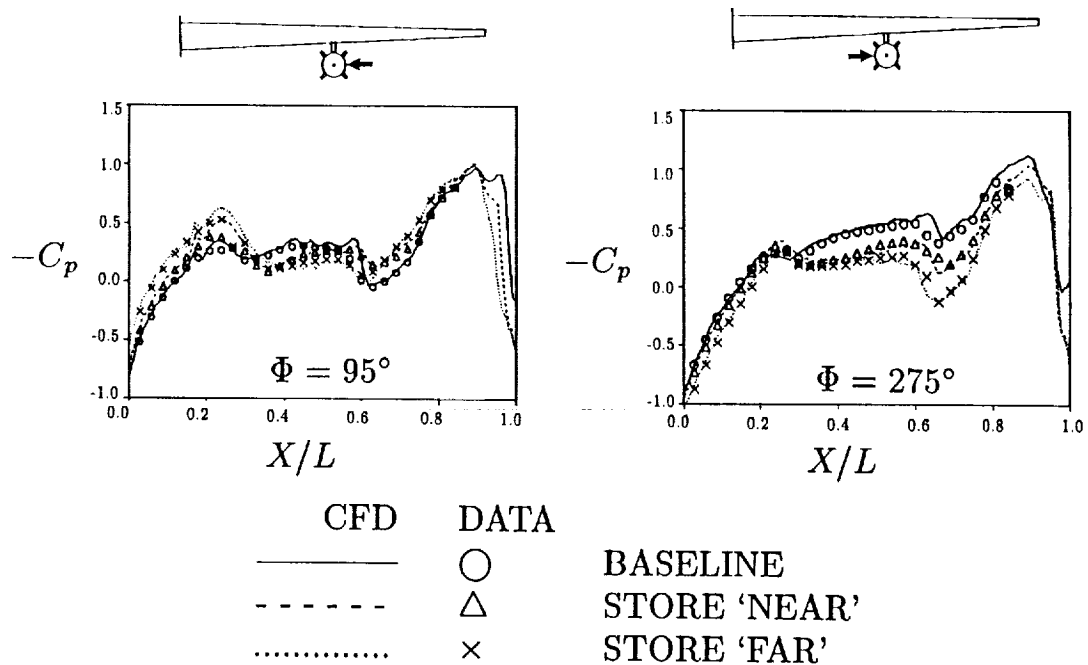 1.5
1.0
0.5
0.0
-0.5
-1.0
−Cp
Φ = 95°
0.0 0.2 0.4 0.6 0.8 1.0
X/L
1.5
1.0
0.5
0.0
-0.5
-1.0
−Cp
Φ = 275°
0.0 0.2 0.4 0.6 0.8 1.0
X/L
CFD DATA
BASELINE
STORE ‘NEAR’
STORE ‘FAR’